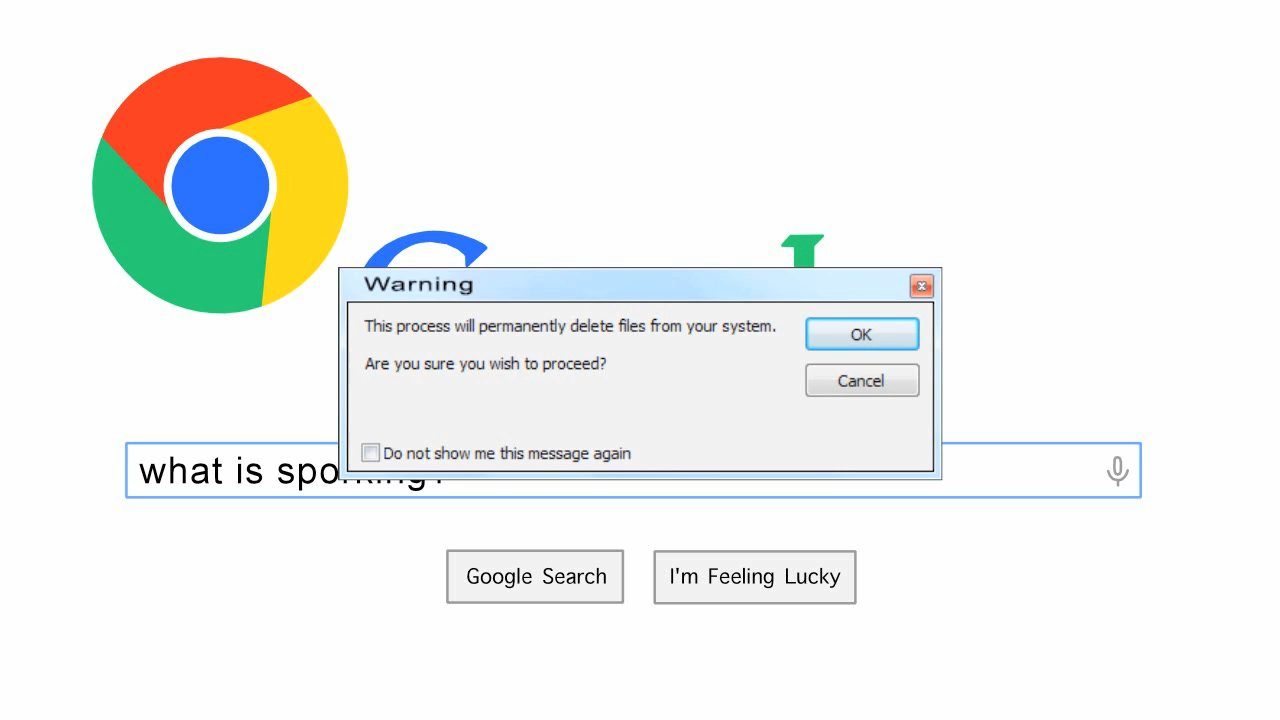 Warning
This process will permanently delete files from your system.
OK
Are you sure you wish to proceed?
Cancel
Do not show me this message again
what is sporking?
Google Search
I'm Feeling Lucky